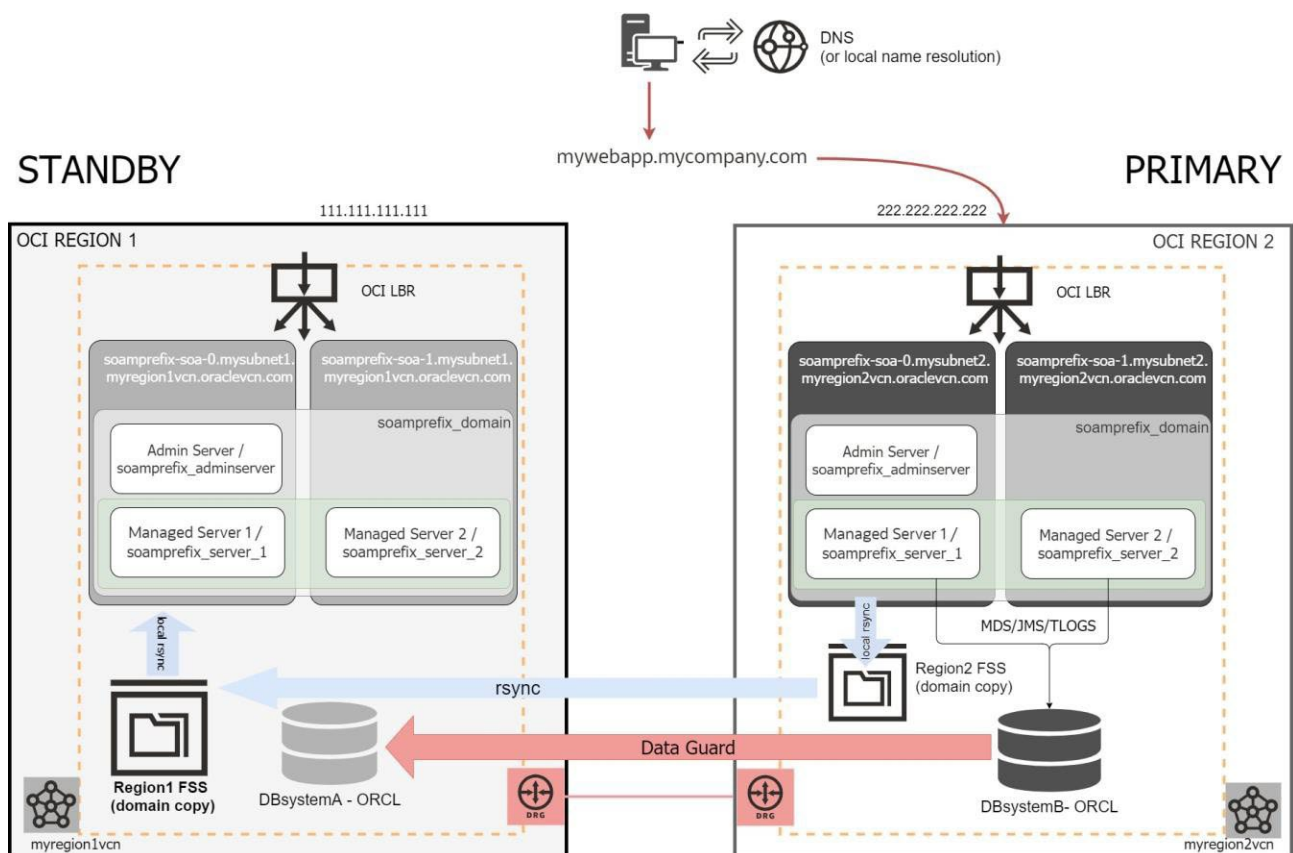 DNS
(or local name resolution)
mywebapp.mycompany.com
STANDBY
PRIMARY
111.111.111.111
222.222.222.222
OCI REGION 1
OCI LBR
soamprefix-soa-0.mysubnet1.
myregion1vcn.oraclevcn.com
soamprefix-soa-1.mysubnet1.
myregion1vcn.oraclevcn.com
soamprefix_domain
Admin Server /
soamprefix_adminserver
Managed Server 1 /
soamprefix_server_1
Managed Server 2 /
soamprefix_server_2
local rsync
Region1 FSS
(domain copy)
DBsystemA - ORCL
DRG
myregion1vcn
rsync
Data Guard
OCI REGION 2
OCI LBR
soamprefix-soa-0.mysubnet2.
myregion2vcn.oraclevcn.com
soamprefix-soa-1.mysubnet2.
myregion2vcn.oraclevcn.com
soamprefix_domain
Admin Server /
soamprefix_adminserver
Managed Server 1 /
soamprefix_server_1
Managed Server 2 /
soamprefix_server_2
local rsync
MDS/JMS/TLOGS
Region2 FSS
(domain copy)
DBsystemB- ORCL
DRG
myregion2vcn